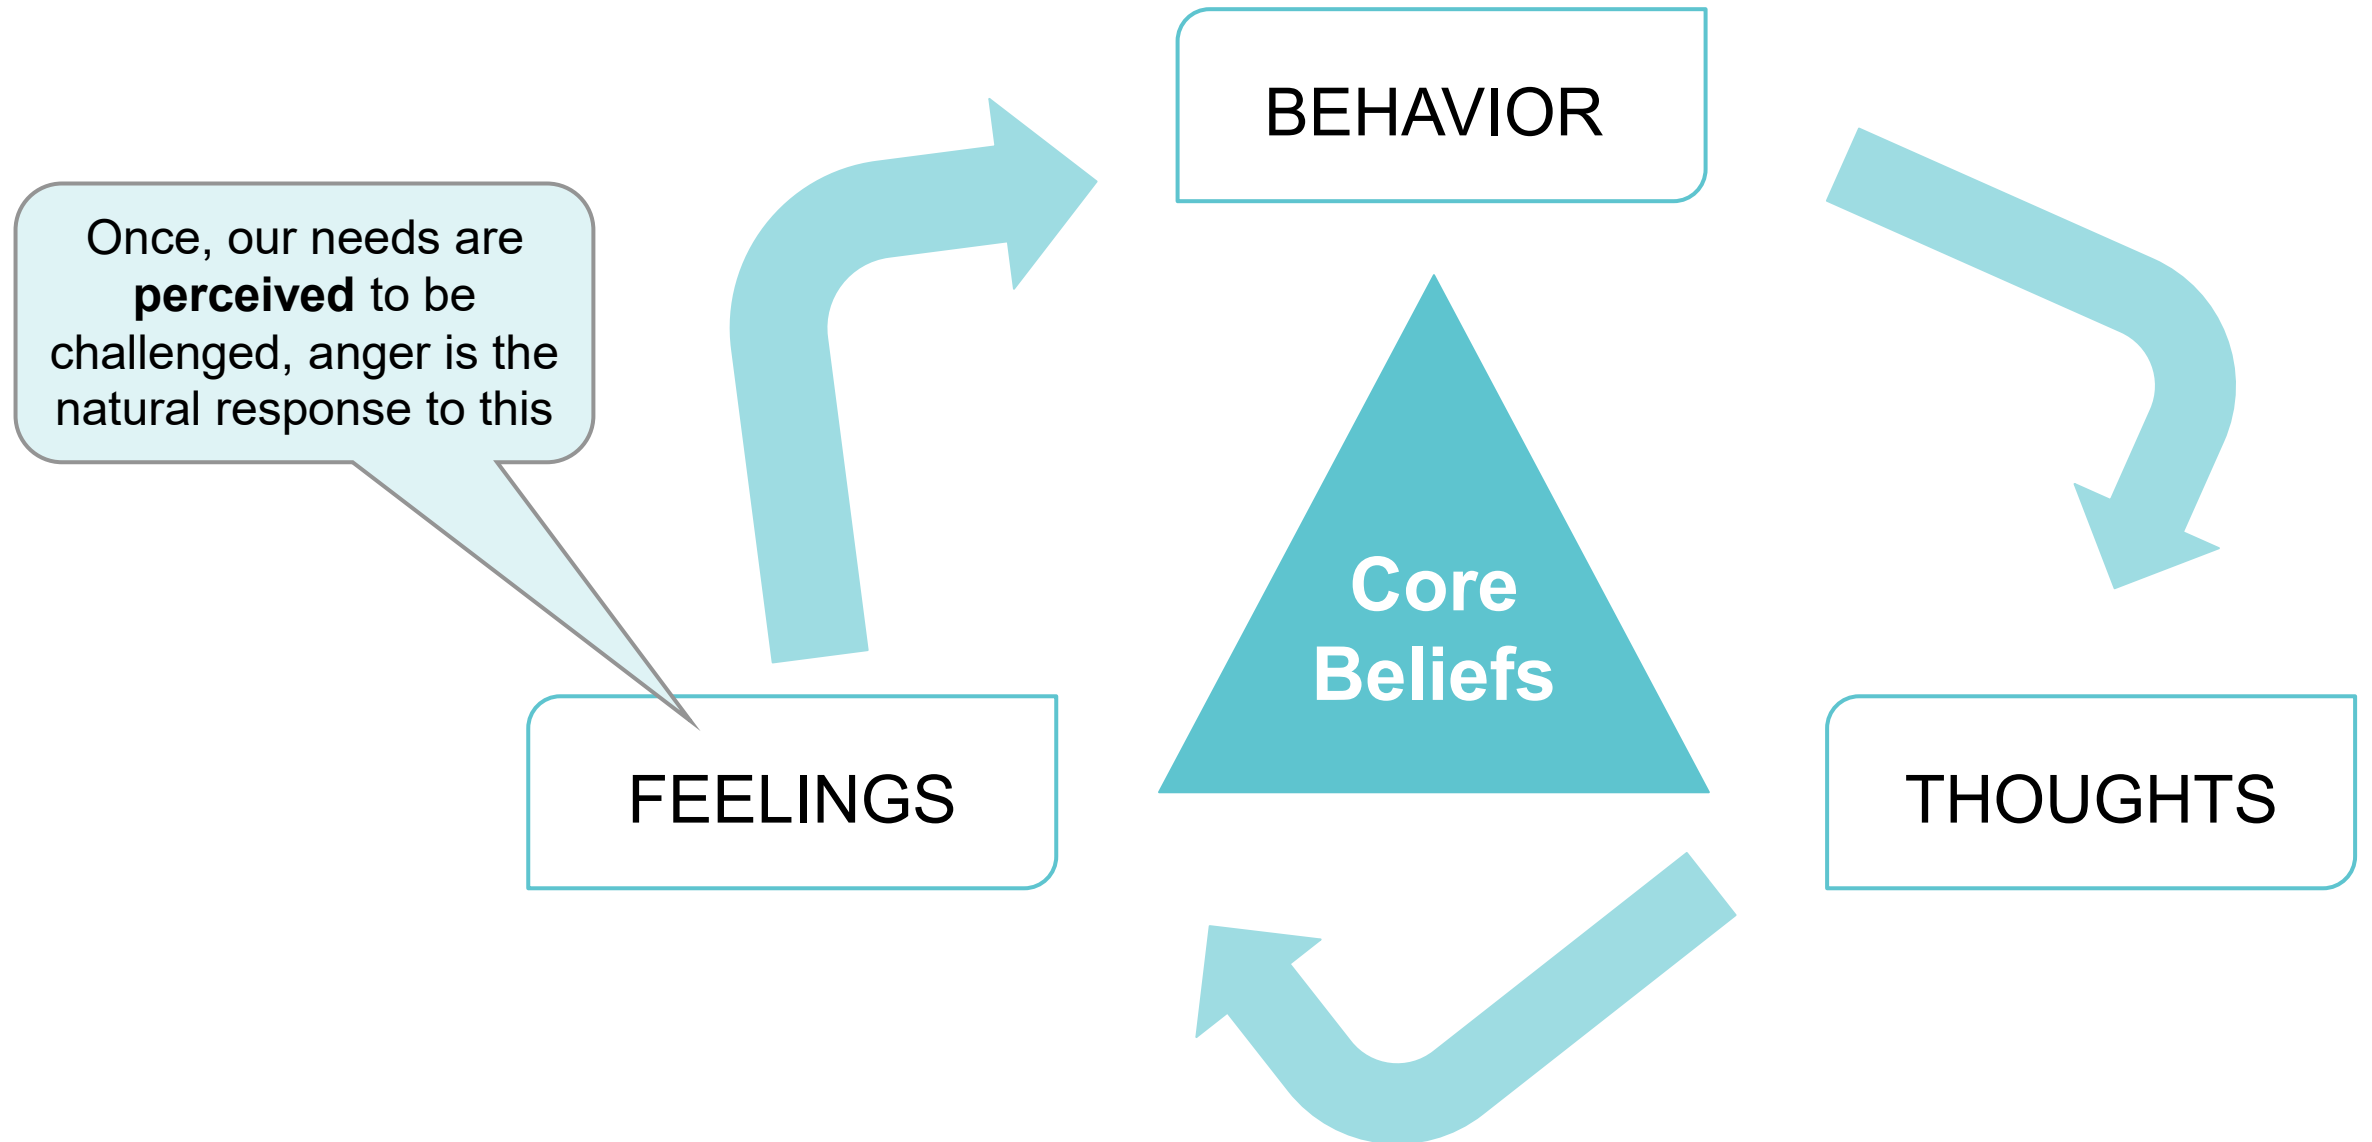 BEHAVIOR
Once, our needs are
perceived to be
challenged, anger is the
natural response to this
Core
Beliefs
FEELINGS
THOUGHTS